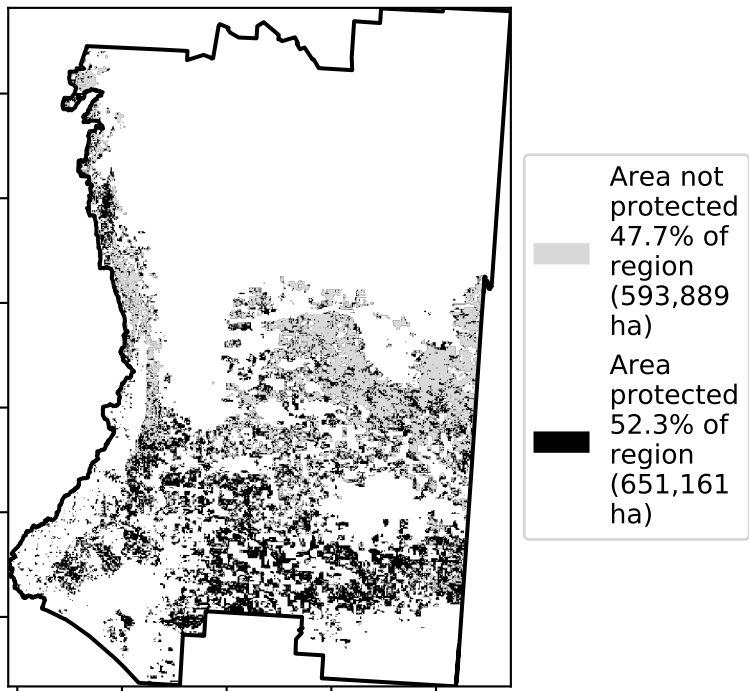 Area not
protected
47.7% of
region
(593,889
ha)
Area
protected
52.3% of
region
(651,161
ha)